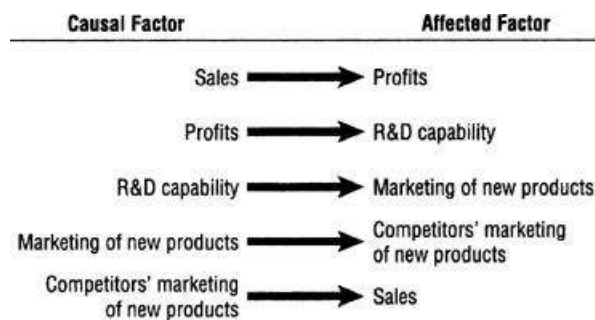 Causal Factor Affected Factor
Sales Profits
Profits R&D capability
R&D capability Marketing of new products
Marketing of new products Competitors' marketing
of new products
Competitors' marketing
of new products Sales